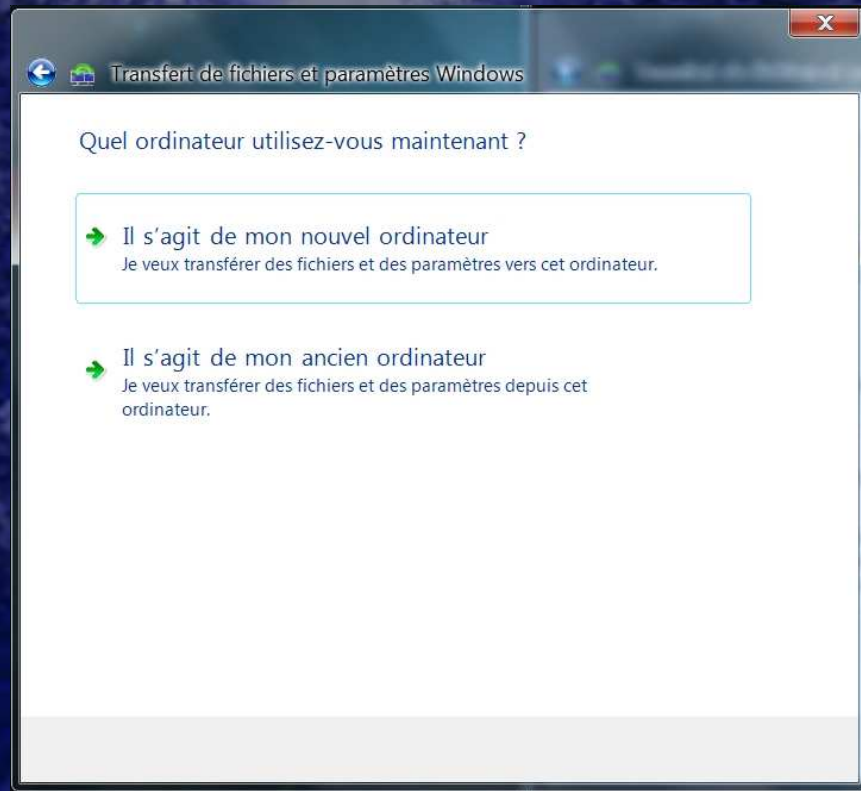 Transfert de fichiers et paramètres Windows
Quel ordinateur utilisez-vous maintenant ?
Il s'agit de mon nouvel ordinateur
Je veux transférer des fichiers et des paramètres vers cet ordinateur.
Il s'agit de mon ancien ordinateur
Je veux transférer des fichiers et des paramètres depuis cet
ordinateur.